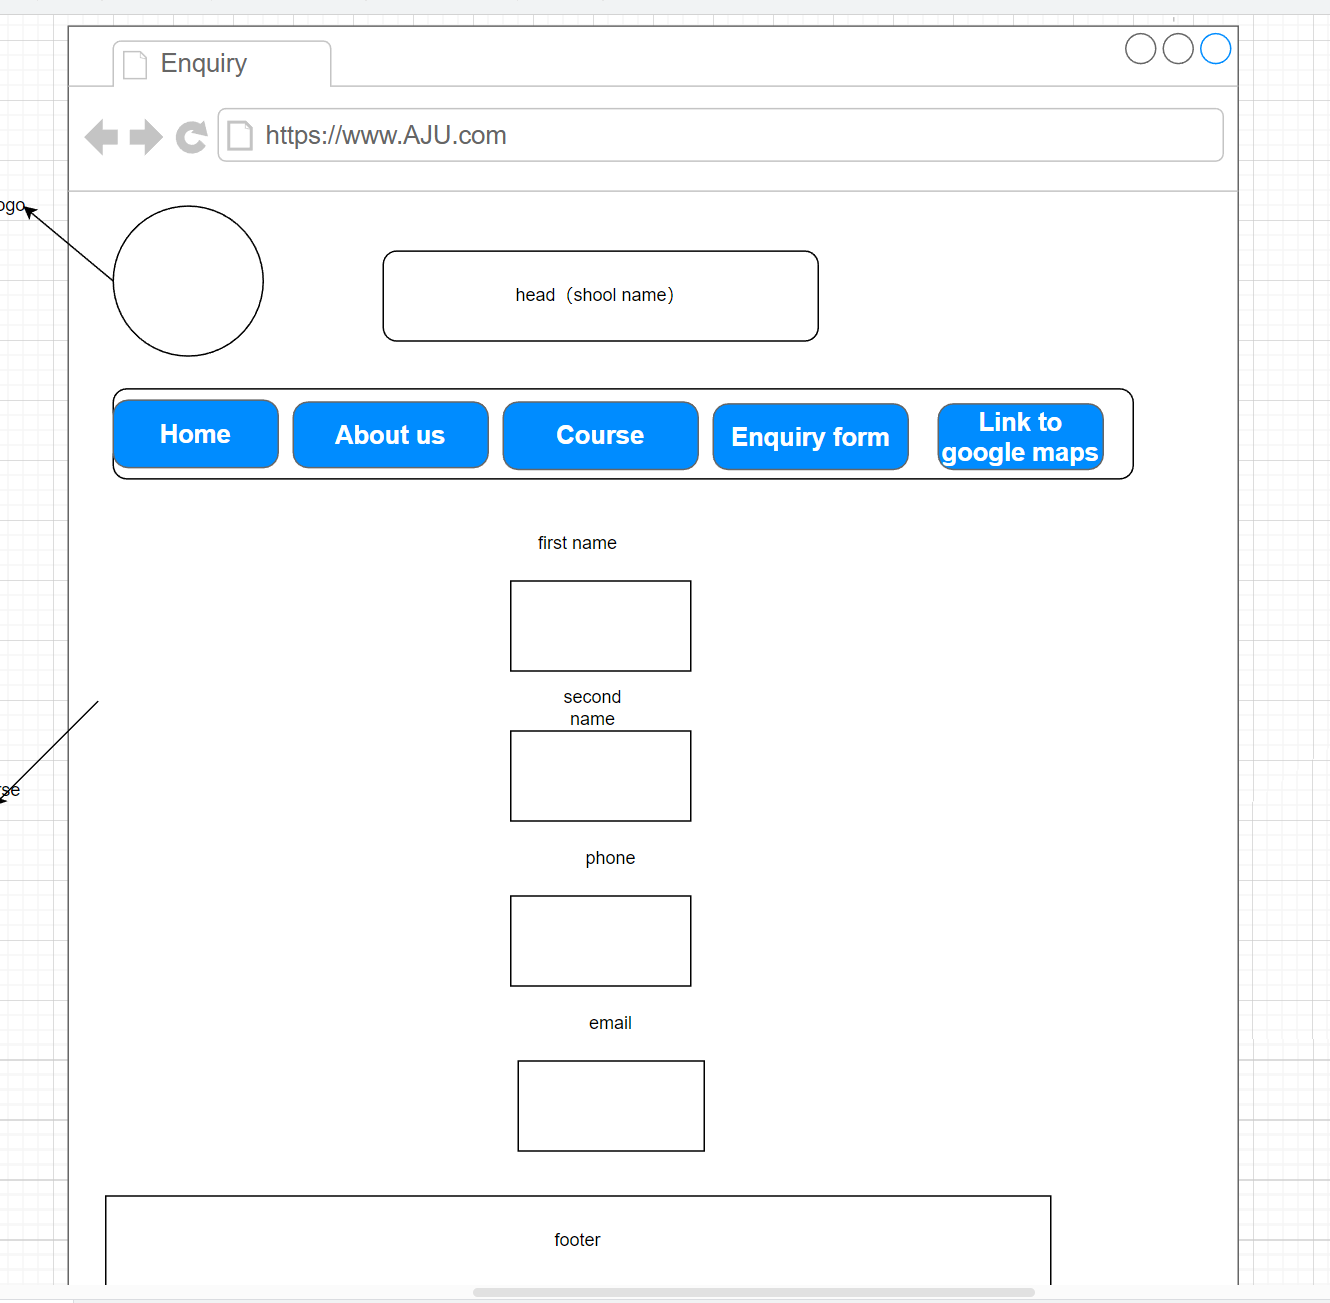 Enquiry
https://www.AJU.com
ogo
head（shool name）
Home
About us
Course
Enquiry form
Link to
google maps
first name
second
name
rse
phone
email
footer